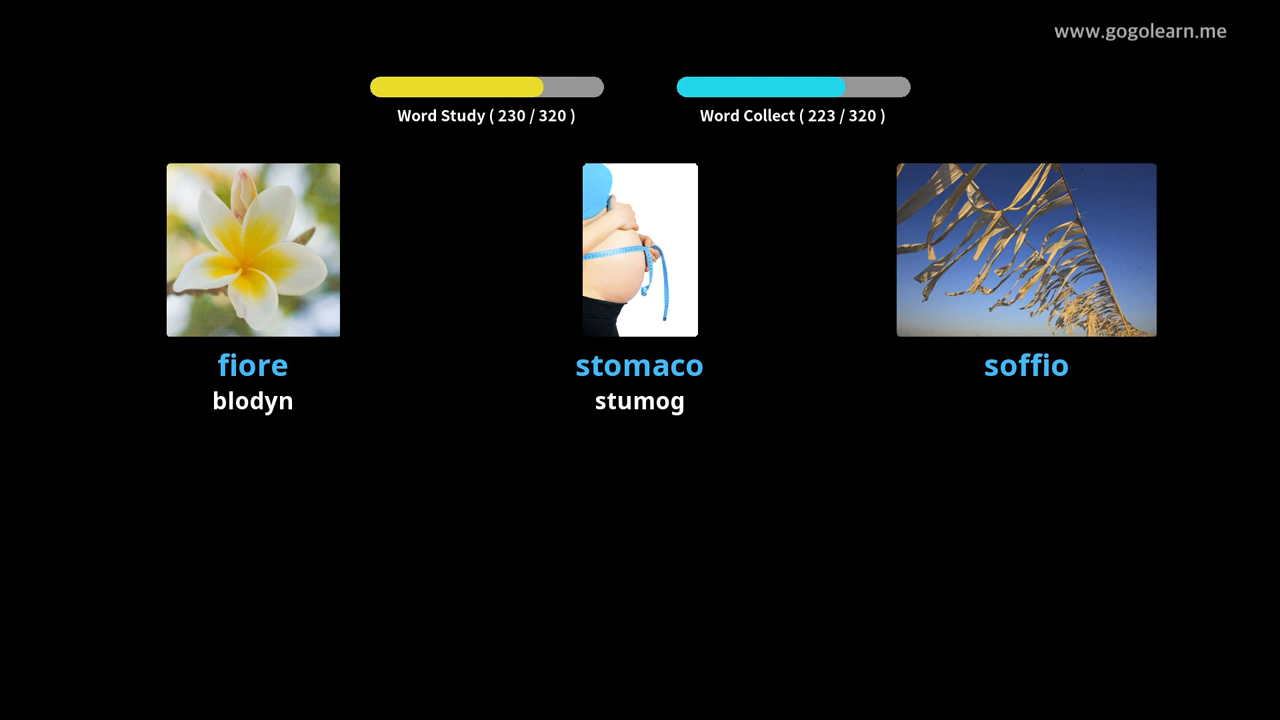 www.gogolearn.me
Word Study ( 230 / 320 )
Word Collect ( 223 / 320 )
fiore
blodyn
stomaco
stumog
soffio